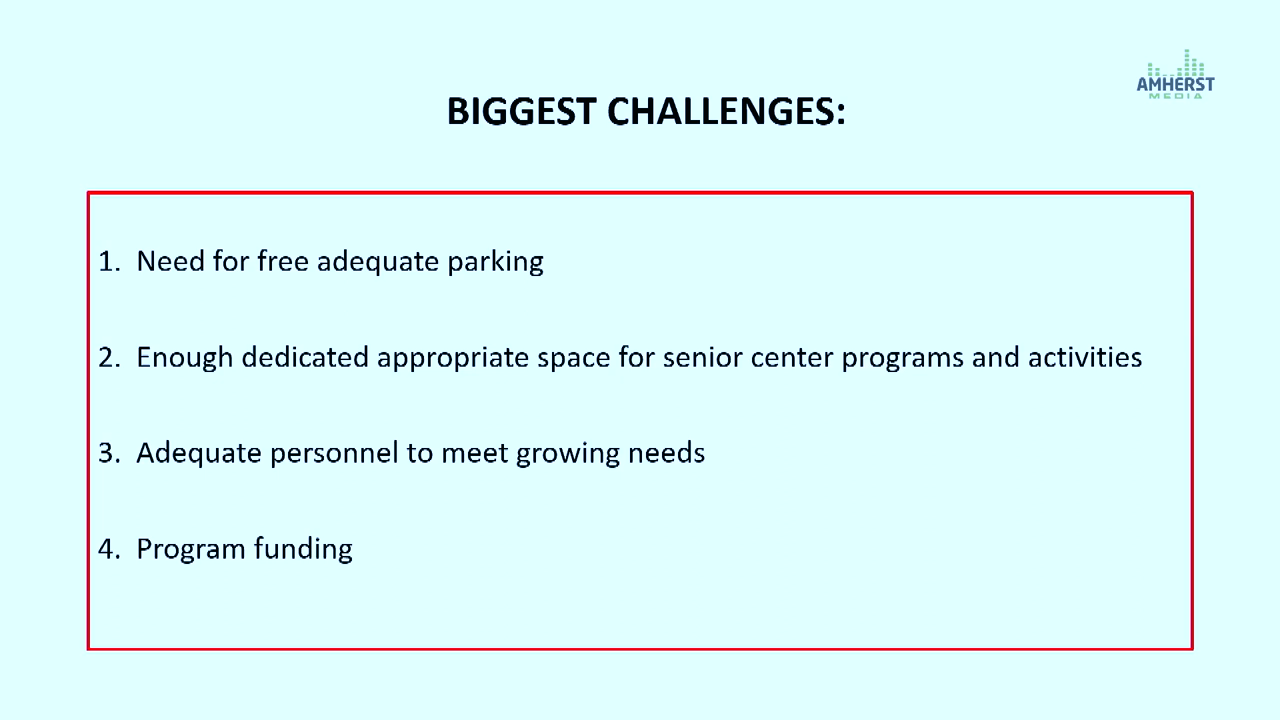 AMHERST
MEDIA
BIGGEST CHALLENGES:
1. Need for free adequate parking
2. Enough dedicated appropriate space for senior center programs and activities
3. Adequate personnel to meet growing needs
4. Program funding